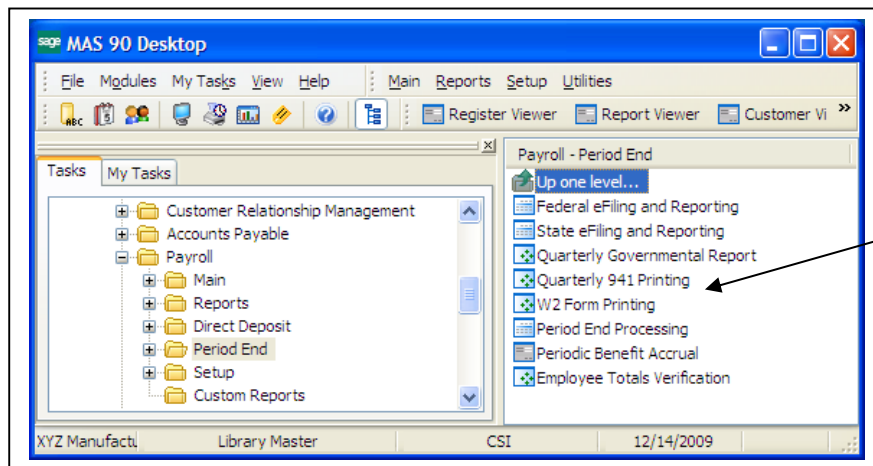 sage MAS 90 Desktop
File Modules My Tasks View Help Main Reports Setup Utilities
ABC 5 Register Viewer Report Viewer Customer Vi »
Tasks My Tasks
Customer Relationship Management
Accounts Payable
Payroll
Main
Reports
Direct Deposit
Period End
Setup
Custom Reports
Payroll - Period End
Up one level...
Federal eFiling and Reporting
State eFiling and Reporting
Quarterly Governmental Report
Quarterly 941 Printing
W2 Form Printing
Period End Processing
Periodic Benefit Accrual
Employee Totals Verification
XYZ Manufactu Library Master CSI 12/14/2009